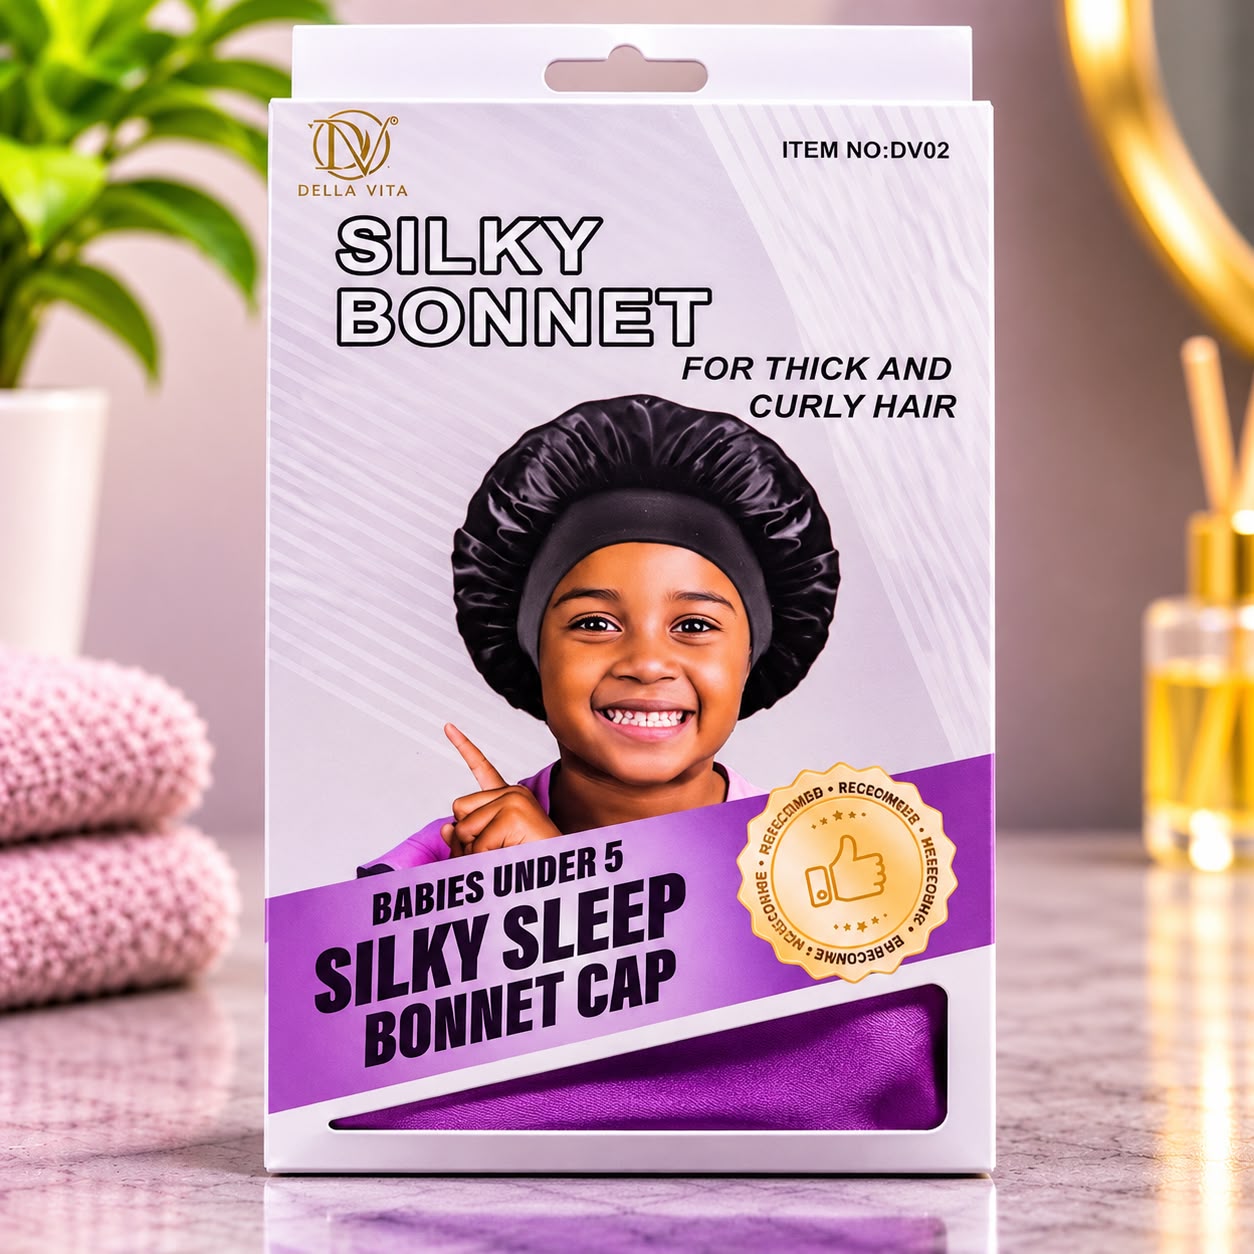 DELLA VITA
ITEM NO:DV02
SILKY
BONNET
FOR THICK AND
CURLY HAIR
BABIES UNDER 5
SILKY SLEEP
BONNET CAP